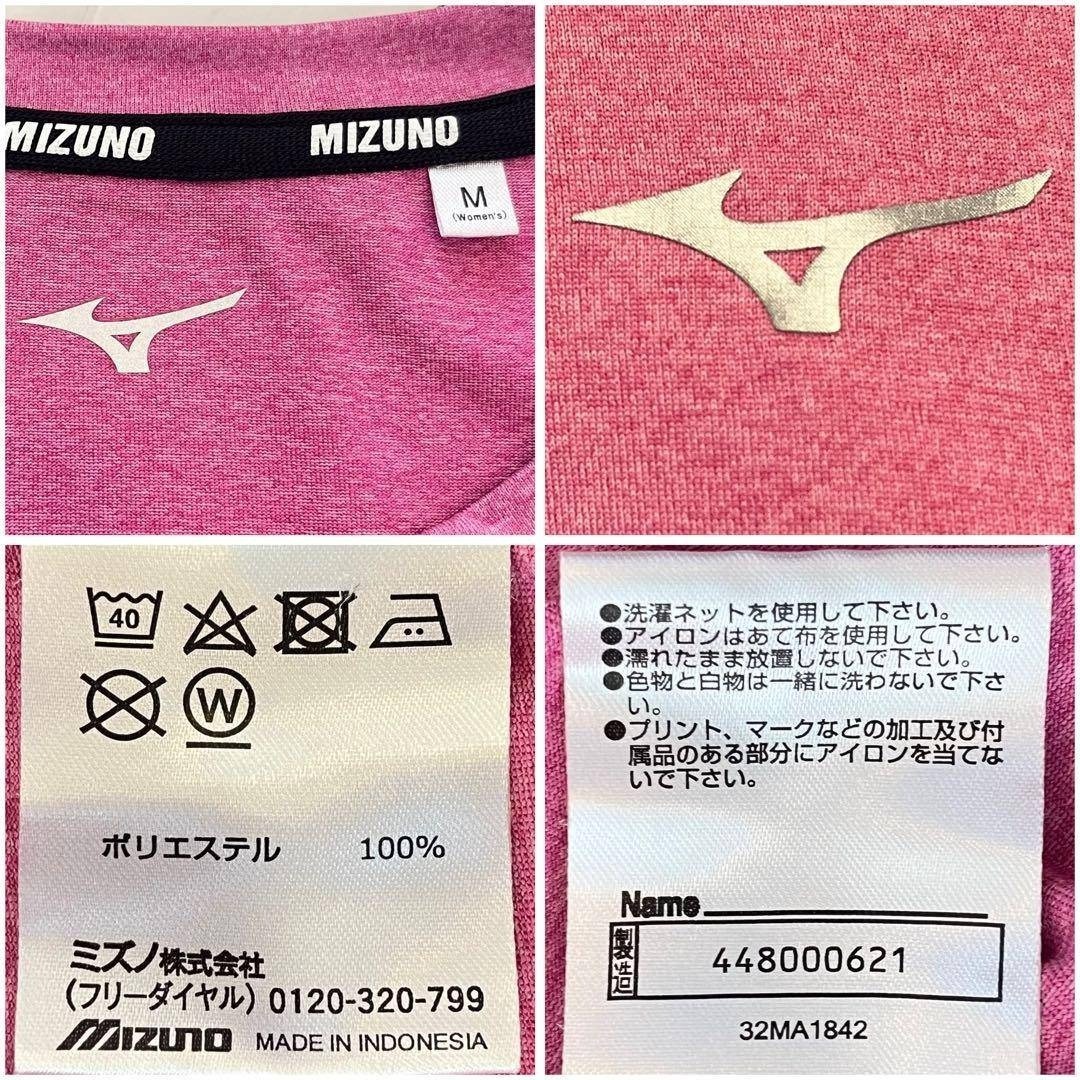 MIZUNO MIZUNO
M
(Women's)
40
W
ポリエステル 100%
ミズノ株式会社
(フリーダイヤル) 0120-320-799
MIZUNO MADE IN INDONESIA
●洗濯ネットを使用して下さい。
●アイロンはあて布を使用して下さい。
●濡れたまま放置しないで下さい。
●色物と白物は一緒に洗わないで下さ
い。
●プリント、マークなどの加工及び付
属品のある部分にアイロンを当てな
いで下さい。
Name
製造 448000621
32MA1842